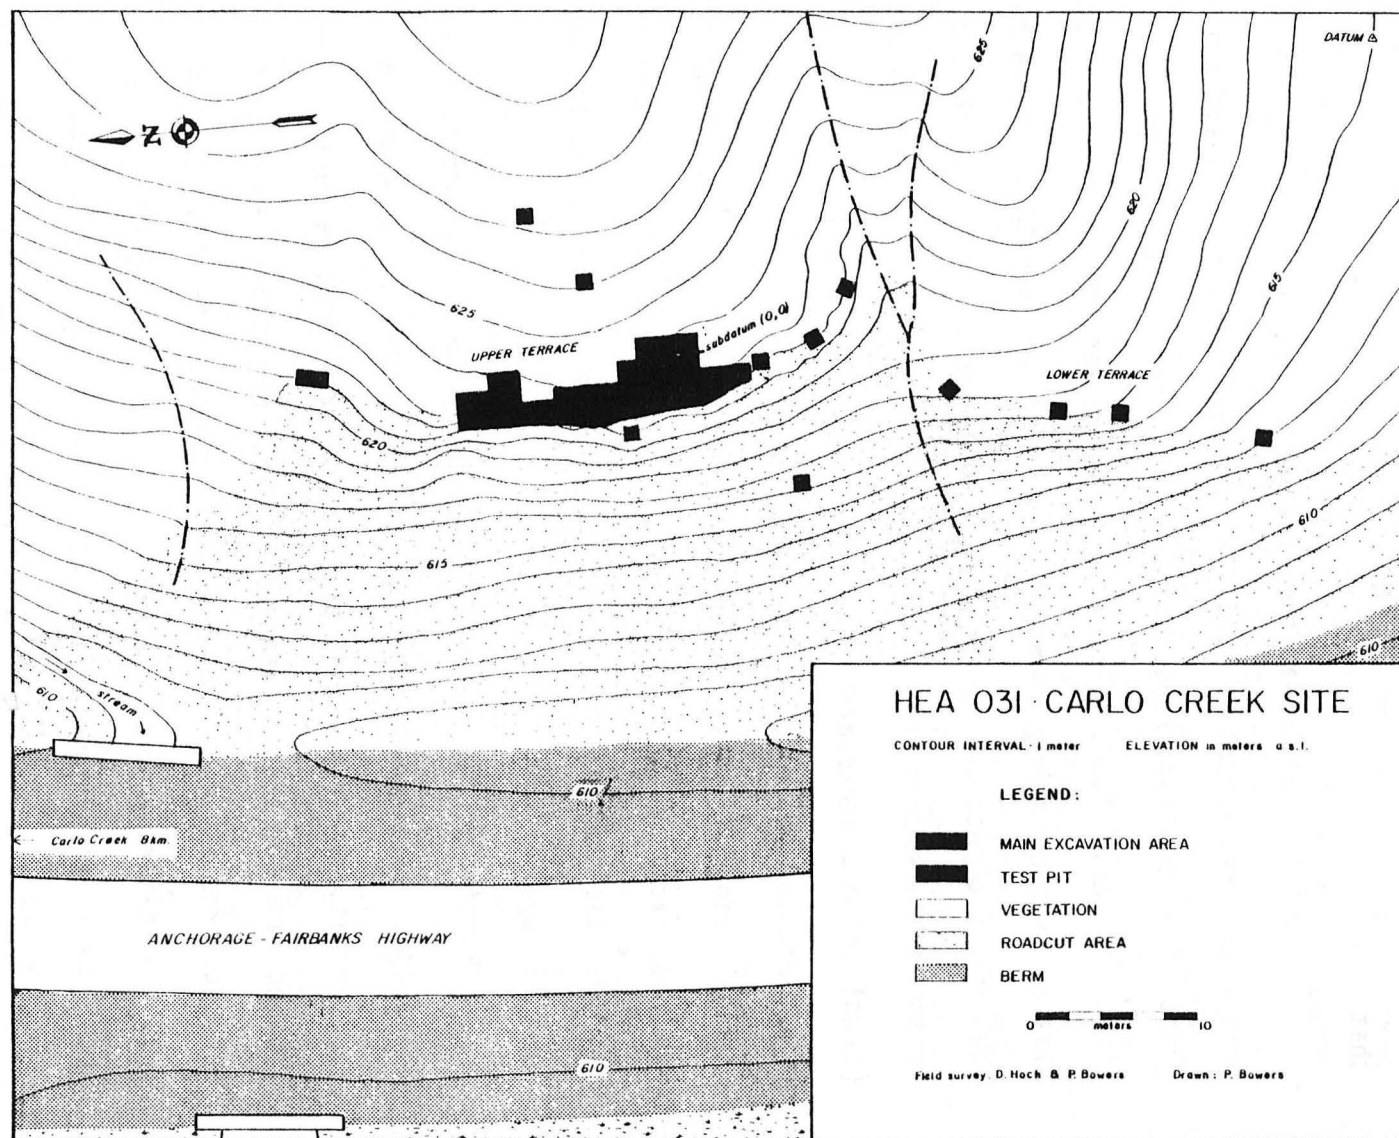 625
DATUM
N
620
615
625
subdatum (0,0)
UPPER TERRACE
LOWER TERRACE
620
610
615
610
610
stream
610
Carlo Creek 8km.
ANCHORAGE - FAIRBANKS HIGHWAY
610
HEA 031 · CARLO CREEK SITE
CONTOUR INTERVAL · 1 meter ELEVATION in meters a s.l.
LEGEND:
MAIN EXCAVATION AREA
TEST PIT
VEGETATION
ROADCUT AREA
BERM
0 meters 10
Field survey: D. Hoch & P. Bowers Drawn: P. Bowers